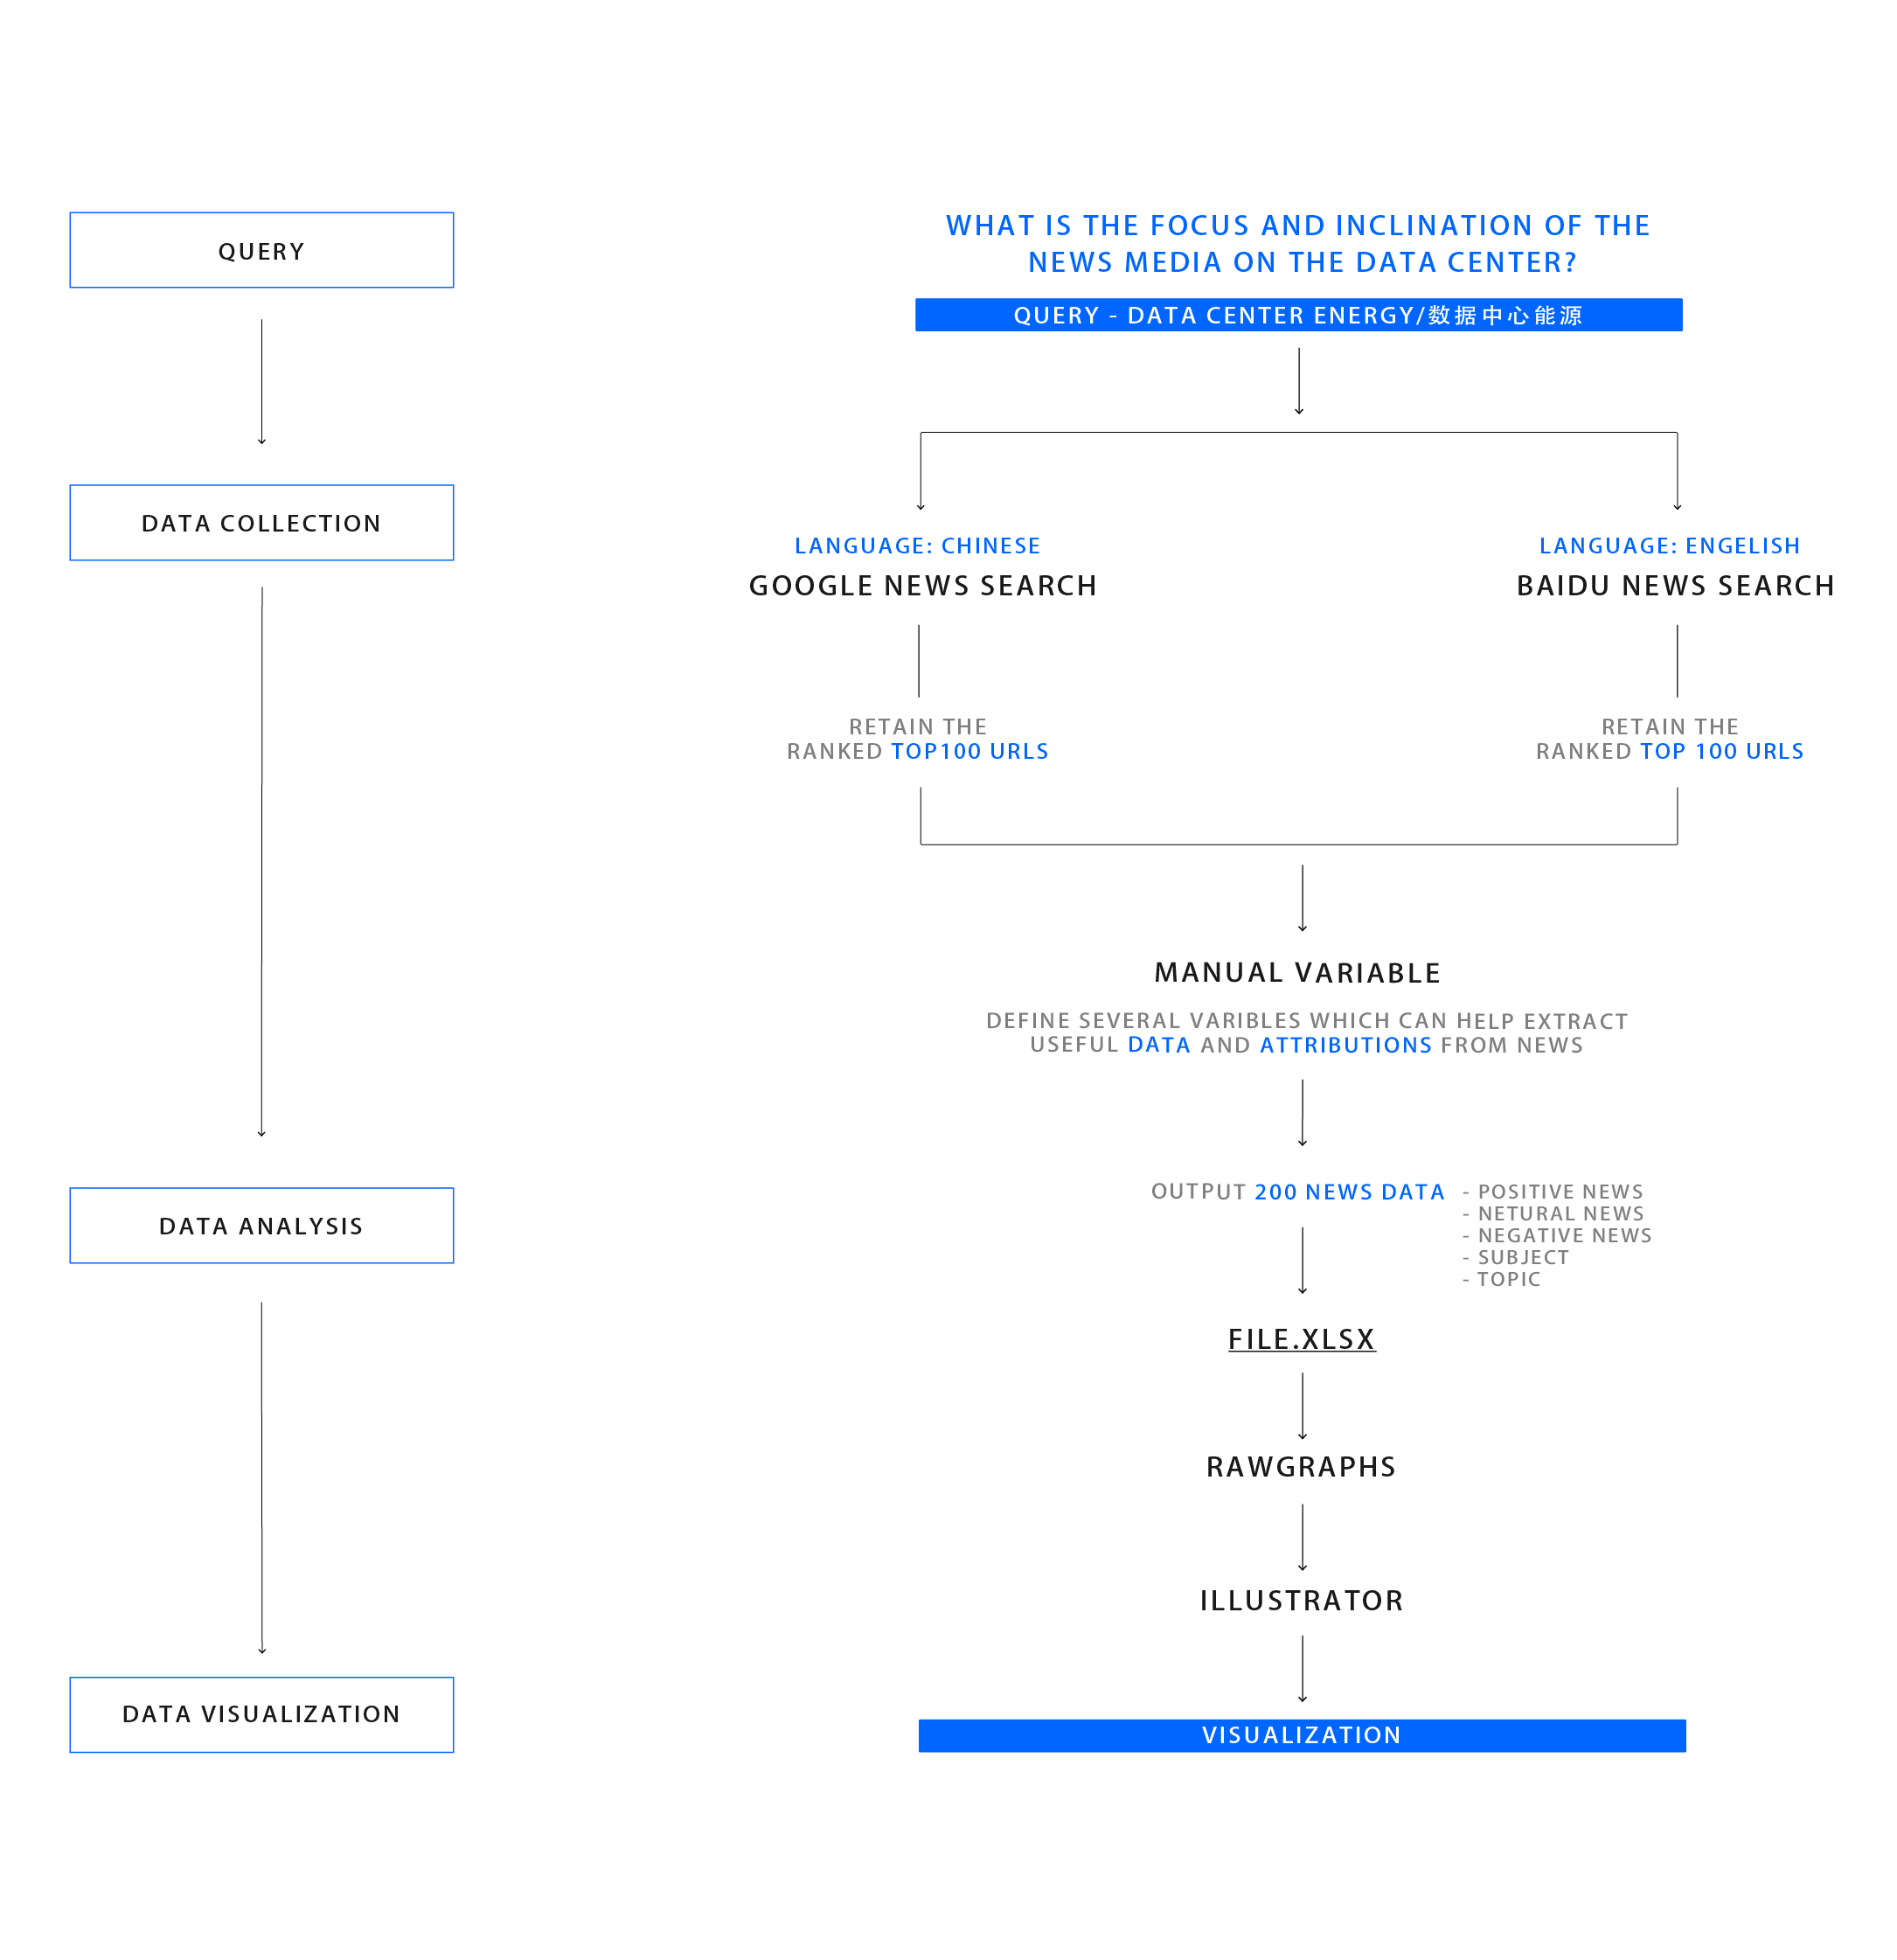 QUERY
DATA COLLECTION
DATA ANALYSIS
DATA VISUALIZATION
WHAT IS THE FOCUS AND INCLINATION OF THE
NEWS MEDIA ON THE DATA CENTER?
QUERY - DATA CENTER ENERGY/数据中心能源
LANGUAGE: CHINESE
GOOGLE NEWS SEARCH
RETAIN THE
RANKED TOP100 URLS
LANGUAGE: ENGELISH
BAIDU NEWS SEARCH
RETAIN THE
RANKED TOP 100 URLS
MANUAL VARIABLE
DEFINE SEVERAL VARIBLES WHICH CAN HELP EXTRACT
USEFUL DATA AND ATTRIBUTIONS FROM NEWS
OUTPUT 200 NEWS DATA
- POSITIVE NEWS
- NETURAL NEWS
- NEGATIVE NEWS
- SUBJECT
- TOPIC
FILE.XLSX
RAWGRAPHS
ILLUSTRATOR
VISUALIZATION